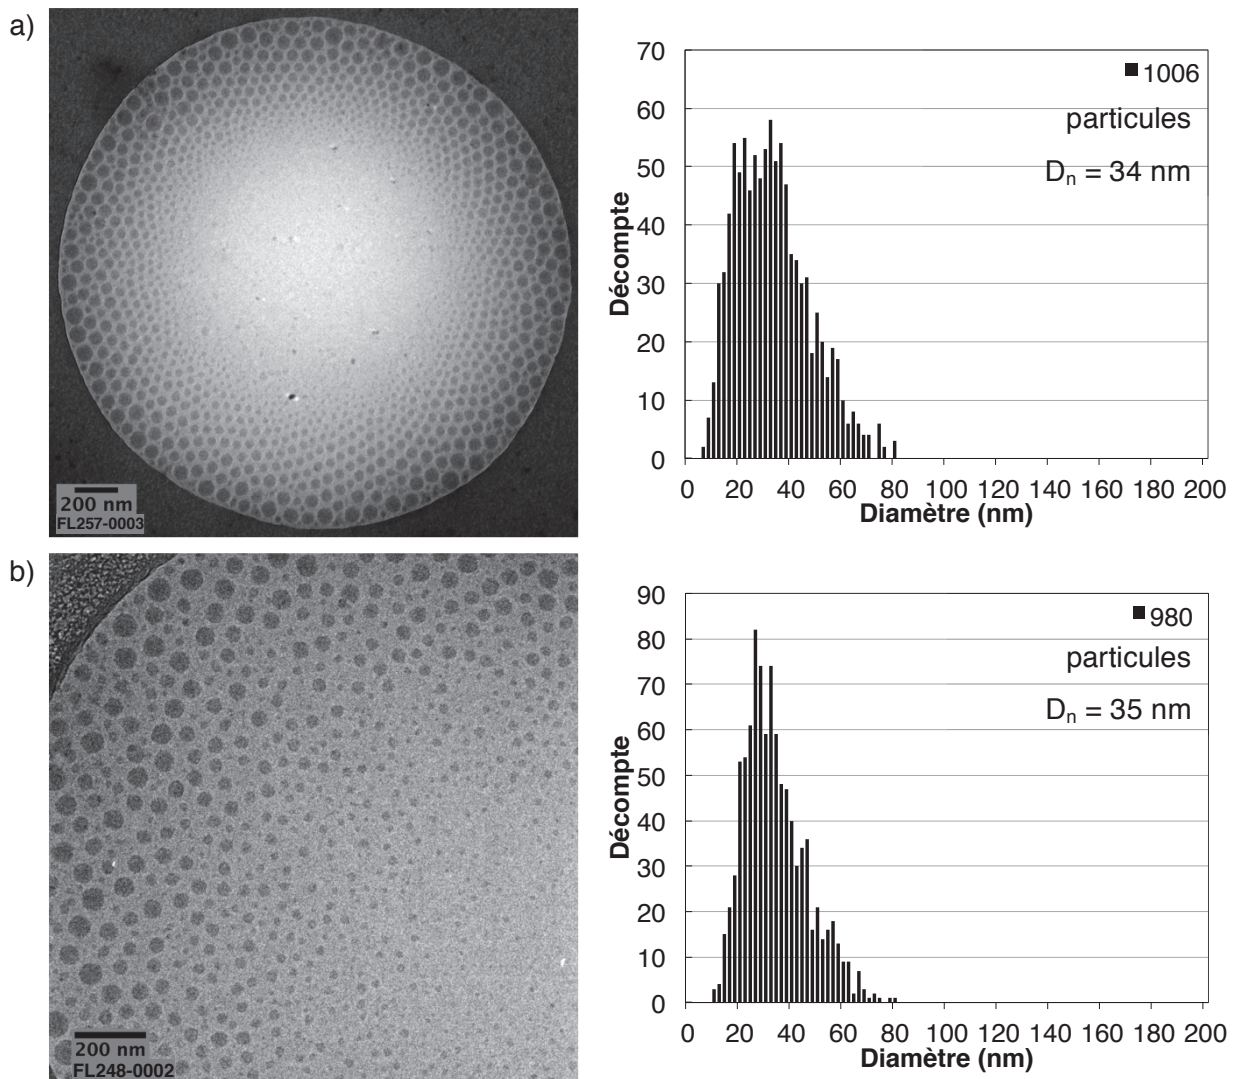 a)
200 nm
FL257-0003
70
60
50
40
30
20
10
0
Décompte
1006
particules
Dn = 34 nm
0 20 40 60 80 100 120 140 160 180 200
Diamètre (nm)
b)
200 nm
FL248-0002
90
80
70
60
50
40
30
20
10
0
Décompte
980
particules
Dn = 35 nm
0 20 40 60 80 100 120 140 160 180 200
Diamètre (nm)